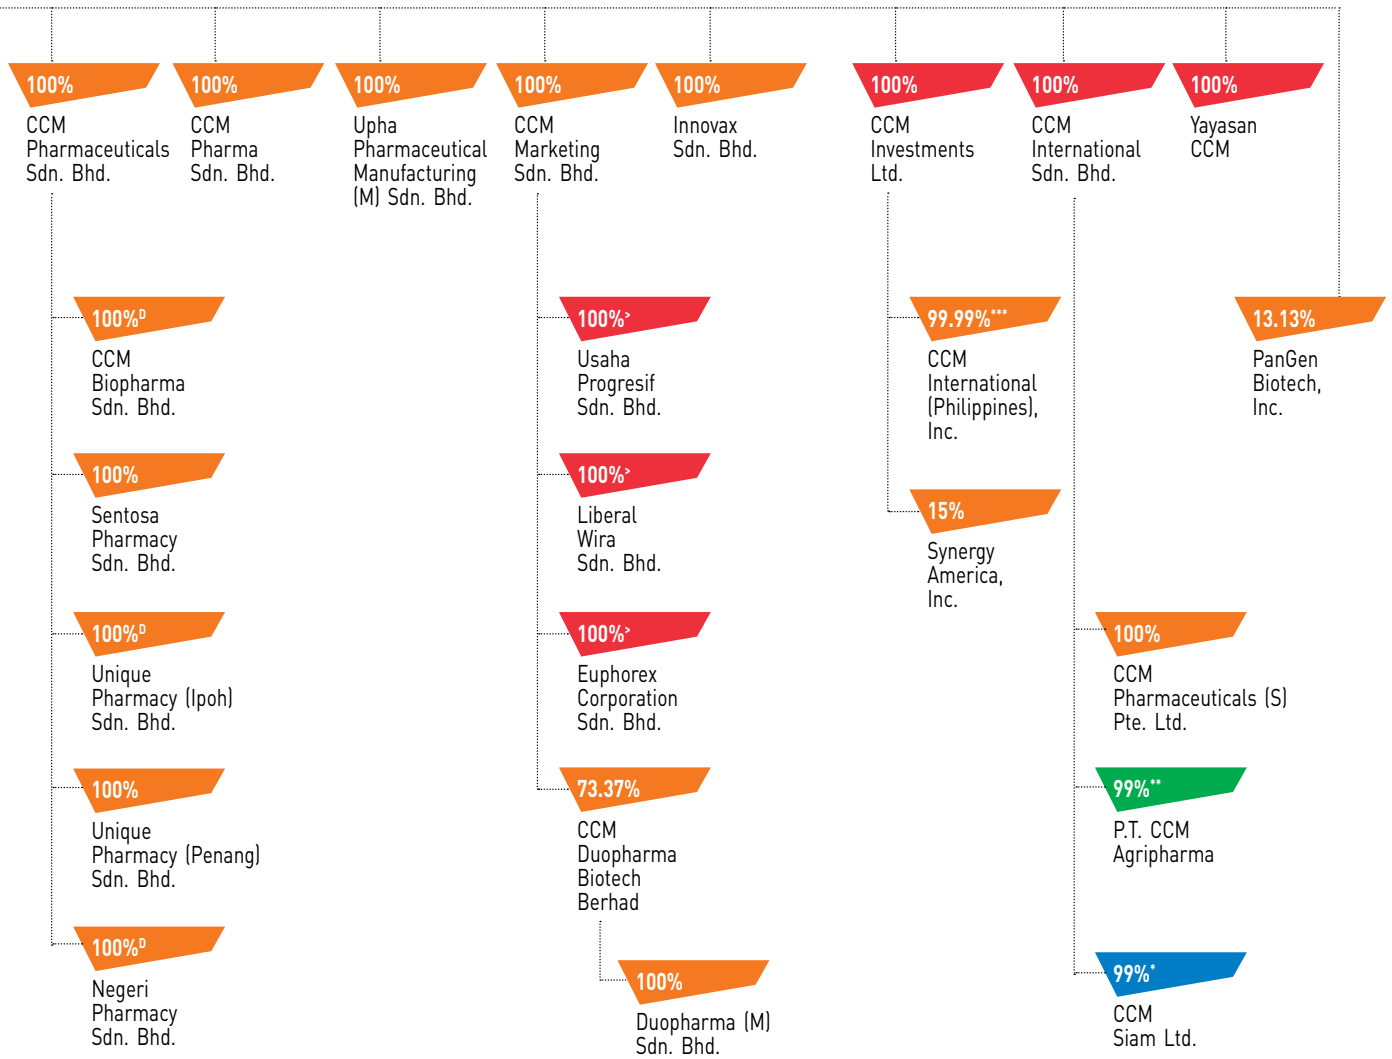 100%
CCM
Pharmaceuticals
Sdn. Bhd.
100%
CCM
Pharma
Sdn. Bhd.
100%
Upha
Pharmaceutical
Manufacturing
(M) Sdn. Bhd.
100%
CCM
Marketing
Sdn. Bhd.
100%
Innovax
Sdn. Bhd.
100%
CCM
Investments
Ltd.
100%
CCM
International
Sdn. Bhd.
100%
Yayasan
CCM
100%ᴰ
CCM
Biopharma
Sdn. Bhd.
100%
Sentosa
Pharmacy
Sdn. Bhd.
100%ᴰ
Unique
Pharmacy (Ipoh)
Sdn. Bhd.
100%
Unique
Pharmacy (Penang)
Sdn. Bhd.
100%ᴰ
Negeri
Pharmacy
Sdn. Bhd.
100%>
Usaha
Progresif
Sdn. Bhd.
100%>
Liberal
Wira
Sdn. Bhd.
100%>
Euphorex
Corporation
Sdn. Bhd.
73.37%
CCM
Duopharma
Biotech
Berhad
100%
Duopharma (M)
Sdn. Bhd.
99.99%***
CCM
International
(Philippines),
Inc.
15%
Synergy
America,
Inc.
100%
CCM
Pharmaceuticals (S)
Pte. Ltd.
99%**
P.T. CCM
Agripharma
99%*
CCM
Siam Ltd.
13.13%
PanGen
Biotech,
Inc.